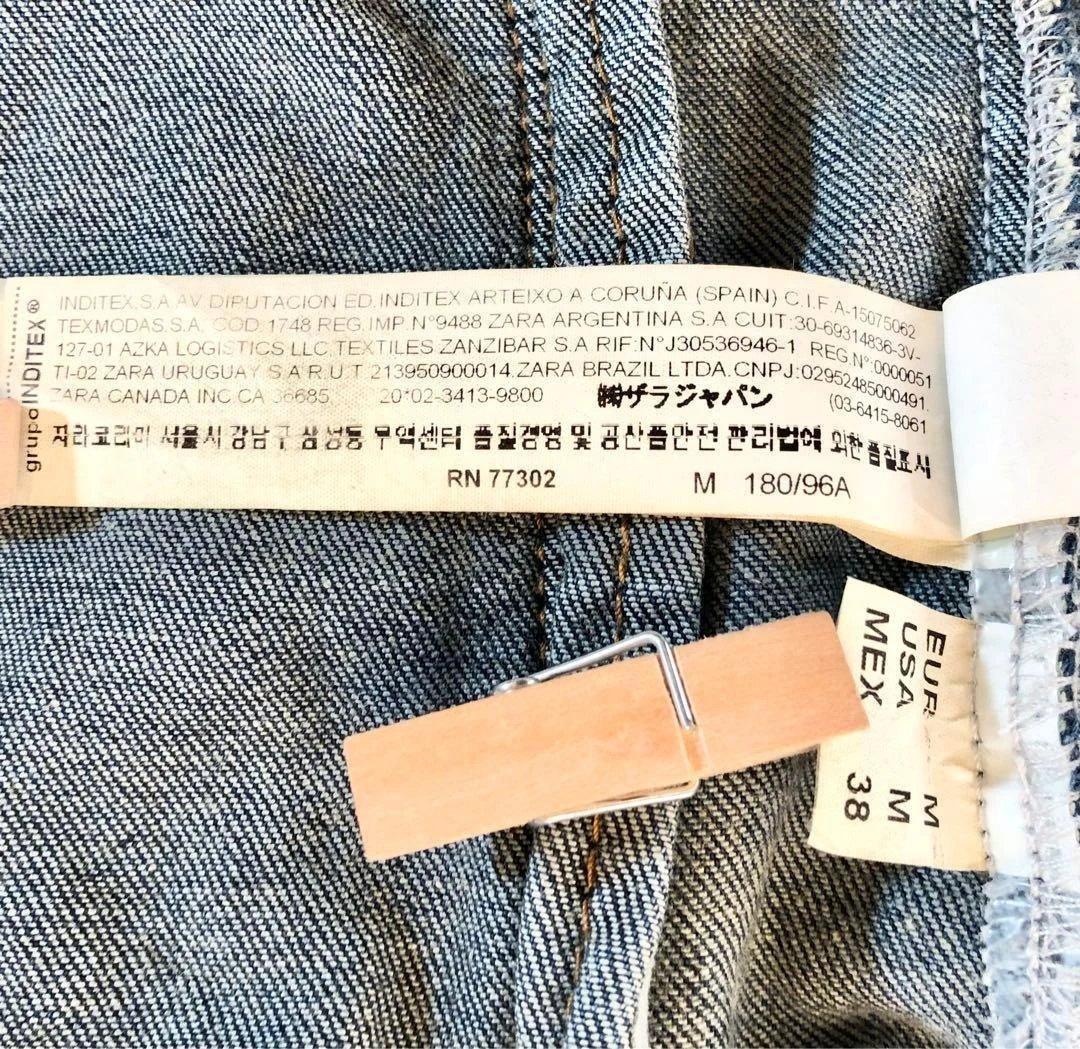 grupo INDITEX®
INDITEX.S.A AV. DIPUTACION ED.INDITEX ARTEIXO A CORUÑA (SPAIN) C.I.F.A-15075062
TEXMODAS.S.A. COD.1748 REG.IMP.N°9488 ZARA ARGENTINA S.A CUIT:30-69314836-3V-
127-01 AZKA LOGISTICS LLC.TEXTILES ZANZIBAR S.A RIF:N°J30536946-1 REG.N°:0000051
TI-02 ZARA URUGUAY S.A R.U.T 213950900014.ZARA BRAZIL LTDA.CNPJ:02952485000491.
ZARA CANADA INC CA 36685. 20*02-3413-9800 ㈱ザラジャパン (03-6415-8061
자라코리아 서울시 강남구 삼성동 무역센터 품질경영 및 공산품안전 관리법에 의한 품질표시
RN 77302 M 180/96A
EUR M
USA M
MEX 38